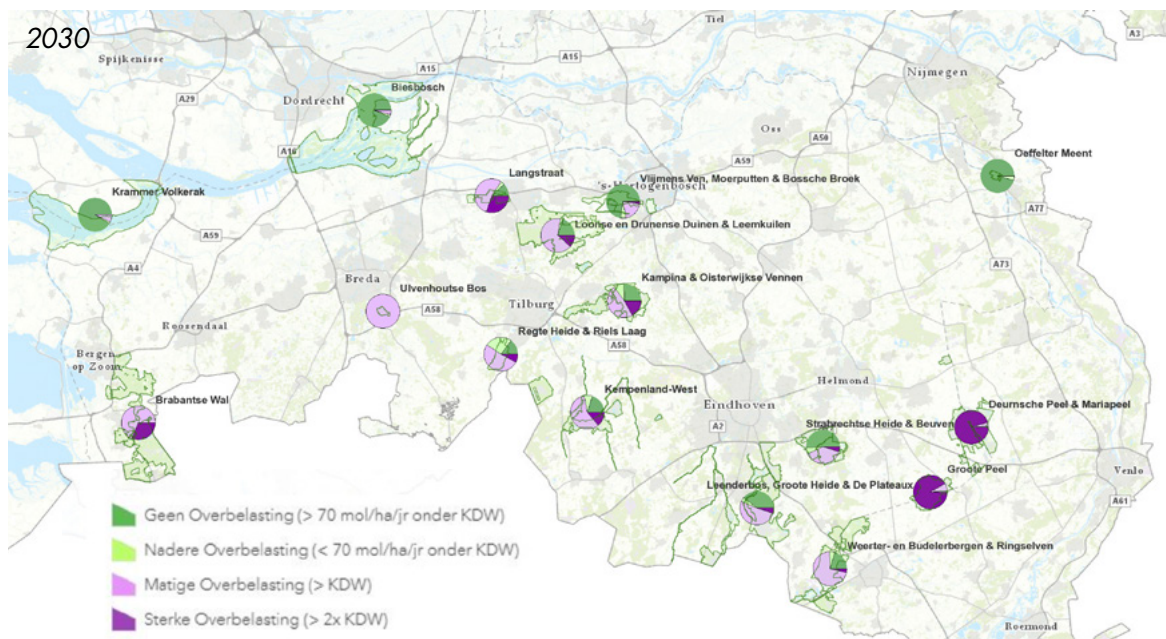 2030
Tiel
A3
Spijkenisse
A15
A15
Nijmegen
Biesbosch
A29
Dordrecht
Oss
A50
A16
A59
Oeffelter Meent
Langstraat
Vlijmens Ven, Moerputten & Bossche Broek
's-Hertogenbosch
Krammer Volkerak
A77
Loonse en Drunense Duinen & Leemkuilen
A59
A4
A73
Breda
Kampina & Oisterwijkse Vennen
Ulvenhoutse Bos
Tilburg
A58
Roosendaal
Regte Heide & Riels Laag
A58
Bergen
op Zoom
Helmond
Kempenland-West
Brabantse Wal
Eindhoven
Deurnsche Peel & Mariapeel
A2
Strabrechtse Heide & Beuven
Groote Peel
Venlo
Leenderbos, Groote Heide & De Plateaux
A61
Geen Overbelasting (> 70 mol/ha/jr onder KDW)
Nadere Overbelasting (< 70 mol/ha/jr onder KDW)
Weerter- en Budelerbergen & Ringselven
Matige Overbelasting (> KDW)
Sterke Overbelasting (> 2x KDW)
Roermond